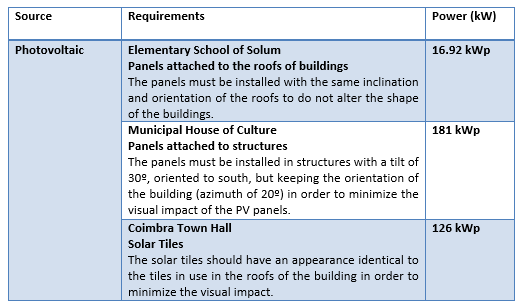 Source Requirements Power (kW)
Photovoltaic Elementary School of Solum 16.92 kWp
Panels attached to the roofs of buildings
The panels must be installed with the same inclination
and orientation of the roofs to do not alter the shape
of the buildings.
Municipal House of Culture 181 kWp
Panels attached to structures
The panels must be installed in structures with a tilt of
30º, oriented to south, but keeping the orientation of
the building (azimuth of 20º) in order to minimize the
visual impact of the PV panels.
Coimbra Town Hall 126 kWp
Solar Tiles
The solar tiles should have an appearance identical to
the tiles in use in the roofs of the building in order to
minimize the visual impact.